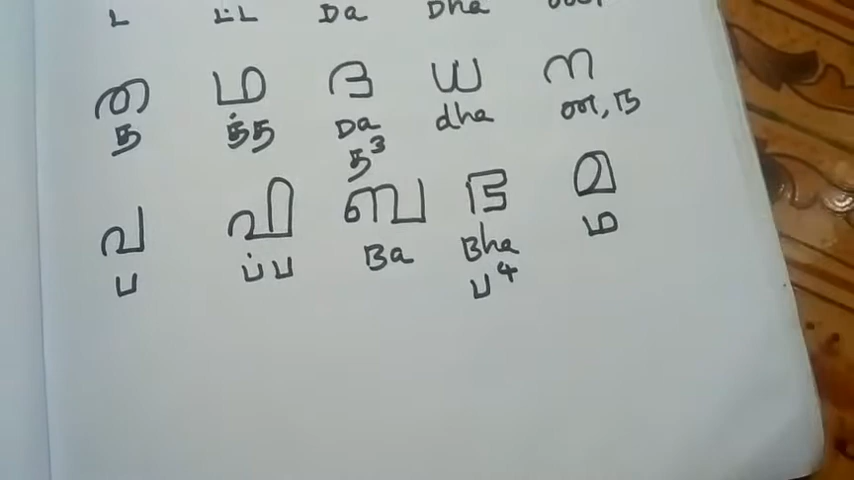 ட ட்ட Da Dha
ത ഥ ദ ധ ന
த த்த Da dha ன, ந
த³
പ ഫ ബ ഭ മ
ப ப்ப Ba Bha ம
ப⁴